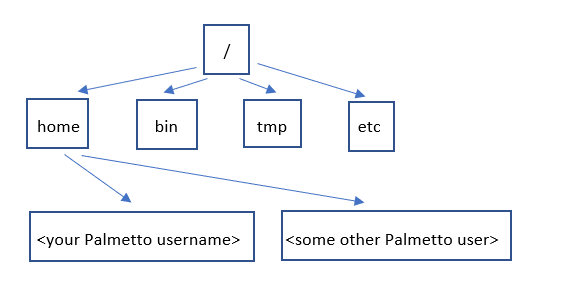 /
home
bin
tmp
etc
<your Palmetto username>
<some other Palmetto user>